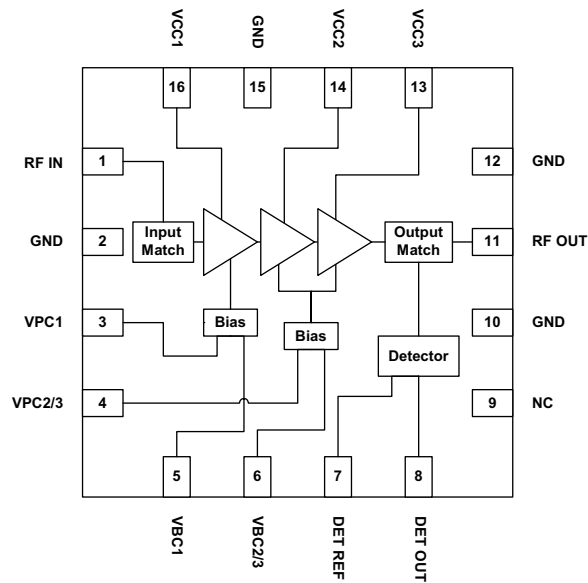 VCC1
GND
VCC2
VCC3
16
15
14
13
RF IN
1
12
GND
GND
2
Input
Match
Output
Match
11
RF OUT
VPC1
3
Bias
Bias
10
GND
Detector
VPC2/3
4
9
NC
5
6
7
8
VBC1
VBC2/3
DET REF
DET OUT